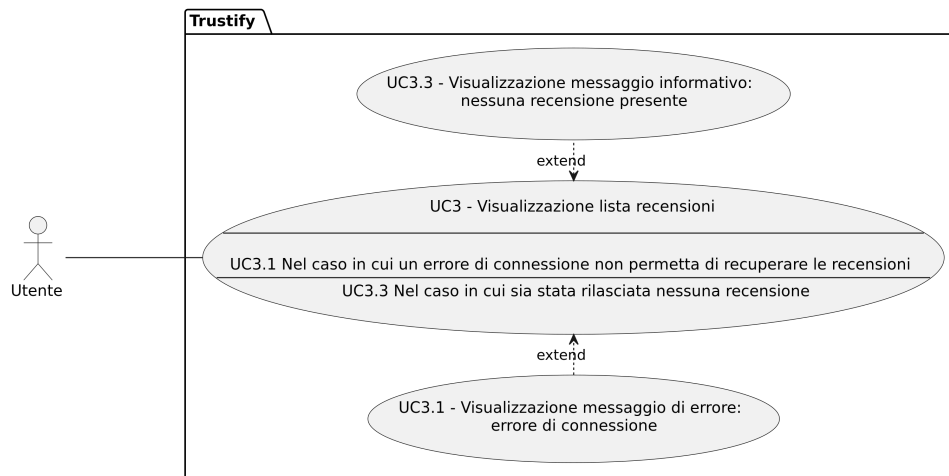 Trustify
UC3.3 - Visualizzazione messaggio informativo:
nessuna recensione presente
extend
UC3 - Visualizzazione lista recensioni
UC3.1 Nel caso in cui un errore di connessione non permetta di recuperare le recensioni
UC3.3 Nel caso in cui sia stata rilasciata nessuna recensione
Utente
extend
UC3.1 - Visualizzazione messaggio di errore:
errore di connessione